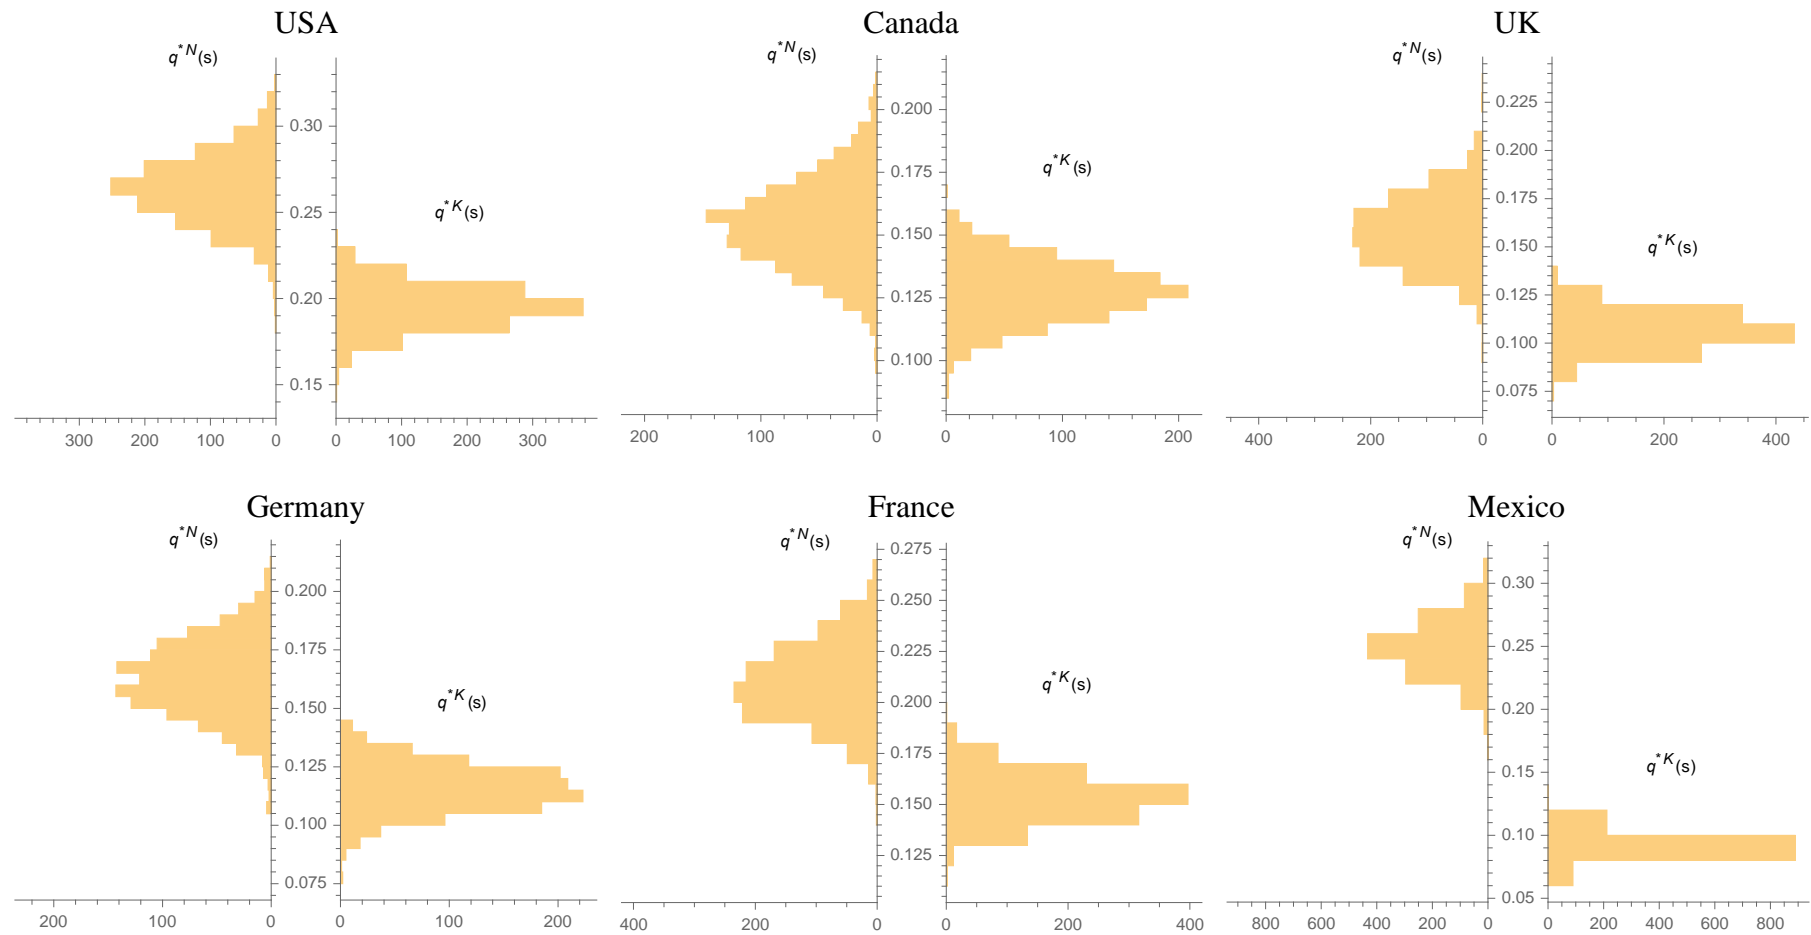 USA
q*N(s)
q*K(s)
0.30
0.25
0.20
0.15
300 200 100 0
0 100 200 300
Canada
q*N(s)
q*K(s)
0.200
0.175
0.150
0.125
0.100
200 100 0
0 100 200
UK
q*N(s)
q*K(s)
0.225
0.200
0.175
0.150
0.125
0.100
0.075
400 200 0
0 200 400
Germany
q*N(s)
q*K(s)
0.200
0.175
0.150
0.125
0.100
0.075
200 100 0
0 100 200
France
q*N(s)
q*K(s)
0.275
0.250
0.225
0.200
0.175
0.150
0.125
400 200 0
0 200 400
Mexico
q*N(s)
q*K(s)
0.30
0.25
0.20
0.15
0.10
0.05
800 600 400 200 0
0 200 400 600 800